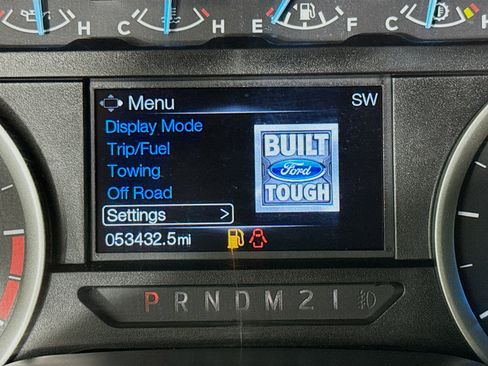 H C H E F C
Menu SW
Display Mode
Trip/Fuel
Towing
Off Road
Settings >
053432.5mi
BUILT
Ford
TOUGH
P R N D M 2 1